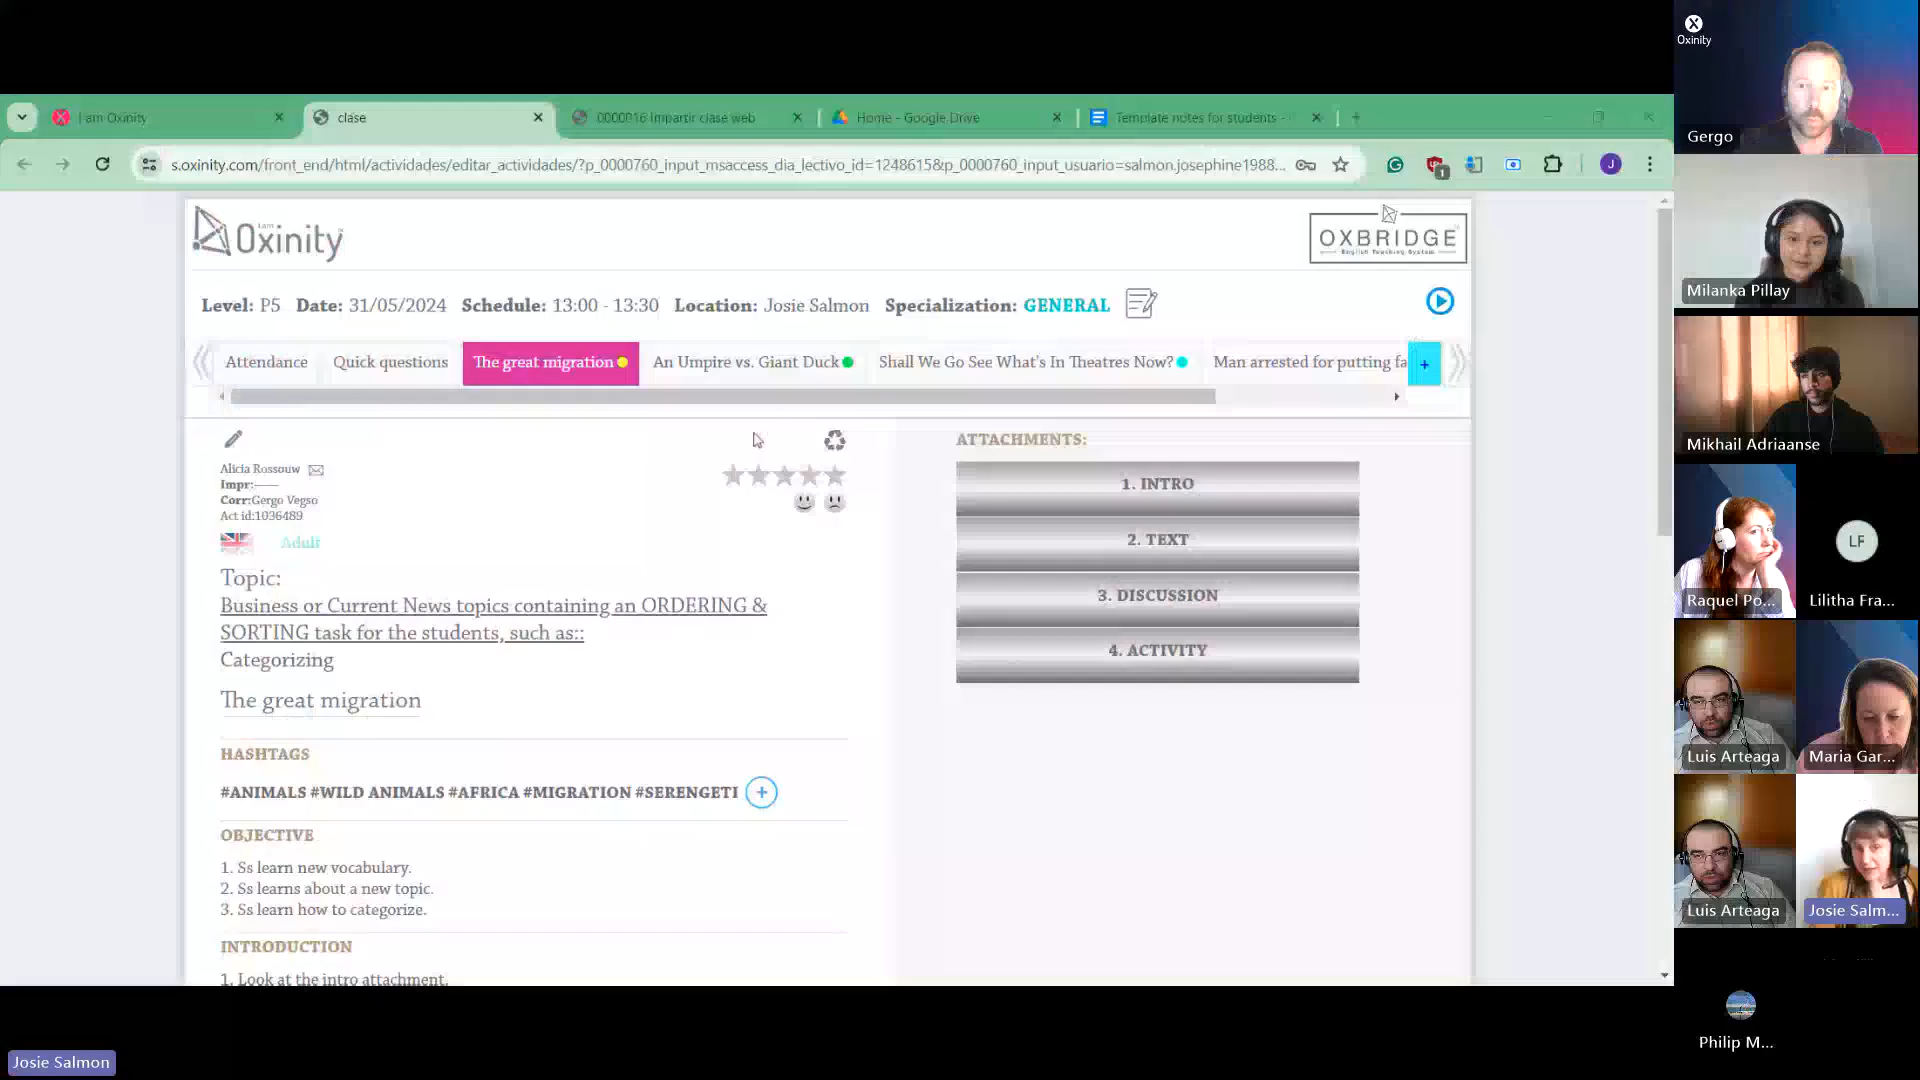 I am Oxinity
clase
0000016 Impartir clase web
Home - Google Drive
Template notes for students -
s.oxinity.com/front_end/html/actividades/editar_actividades/?p_0000760_input_msaccess_dia_lectivo_id=12486158&p_0000760_input_usuario=salmon.josephine1988...
1
J
I am
Oxinity
OXBRIDGE
English Teaching System
Level: P5 Date: 31/05/2024 Schedule: 13:00 - 13:30 Location: Josie Salmon Specialization: GENERAL
Attendance
Quick questions
The great migration
An Umpire vs. Giant Duck
Shall We Go See What's In Theatres Now?
Man arrested for putting fa
+
Alicia Rossouw
Impr:-----
Corr:Gergo Vegso
Act id:1036489
Adult
Topic:
Business or Current News topics containing an ORDERING &
SORTING task for the students, such as::
Categorizing
The great migration
HASHTAGS
#ANIMALS #WILD ANIMALS #AFRICA #MIGRATION #SERENGETI
OBJECTIVE
1. Ss learn new vocabulary.
2. Ss learns about a new topic.
3. Ss learn how to categorize.
INTRODUCTION
1. Look at the intro attachment.
ATTACHMENTS:
1. INTRO
2. TEXT
3. DISCUSSION
4. ACTIVITY
Oxinity
Gergo
Milanka Pillay
Mikhail Adriaanse
Raquel Po...
LF
Lilitha Fra...
Luis Arteaga
Maria Gar...
Luis Arteaga
Josie Salm...
Philip M...
Josie Salmon